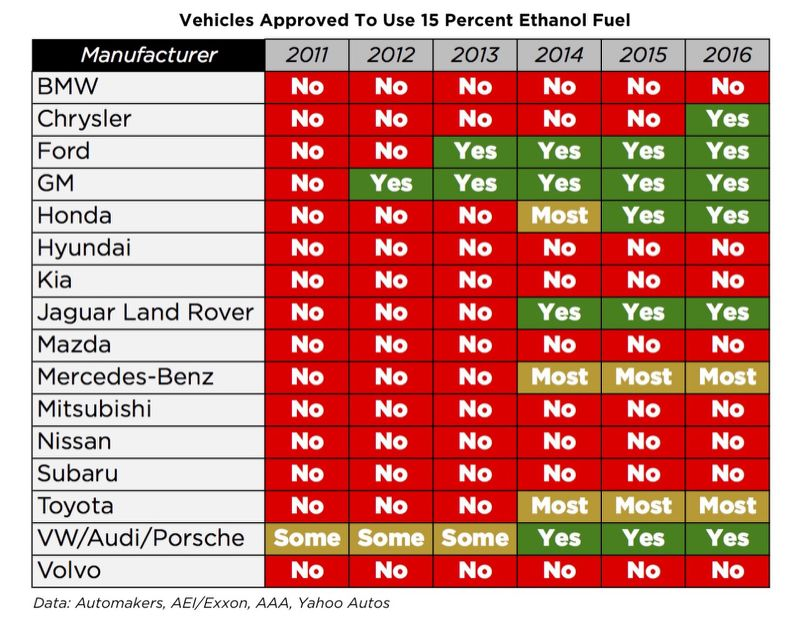 Vehicles Approved To Use 15 Percent Ethanol Fuel
Manufacturer 2011 2012 2013 2014 2015 2016
BMW No No No No No No
Chrysler No No No No No Yes
Ford No No Yes Yes Yes Yes
GM No Yes Yes Yes Yes Yes
Honda No No No Most Yes Yes
Hyundai No No No No No No
Kia No No No No No No
Jaguar Land Rover No No No Yes Yes Yes
Mazda No No No No No No
Mercedes-Benz No No No Most Most Most
Mitsubishi No No No No No No
Nissan No No No No No No
Subaru No No No No No No
Toyota No No No Most Most Most
VW/Audi/Porsche Some Some Some Yes Yes Yes
Volvo No No No No No No
Data: Automakers, AEI/Exxon, AAA, Yahoo Autos